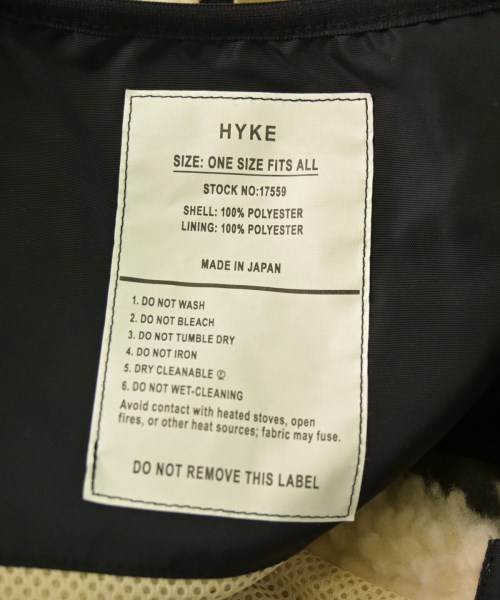 HYKE
SIZE: ONE SIZE FITS ALL
STOCK NO:17559
SHELL: 100% POLYESTER
LINING: 100% POLYESTER
MADE IN JAPAN
1. DO NOT WASH
2. DO NOT BLEACH
3. DO NOT TUMBLE DRY
4. DO NOT IRON
5. DRY CLEANABLE Ⓟ
6. DO NOT WET-CLEANING
Avoid contact with heated stoves, open
fires, or other heat sources; fabric may fuse.
DO NOT REMOVE THIS LABEL